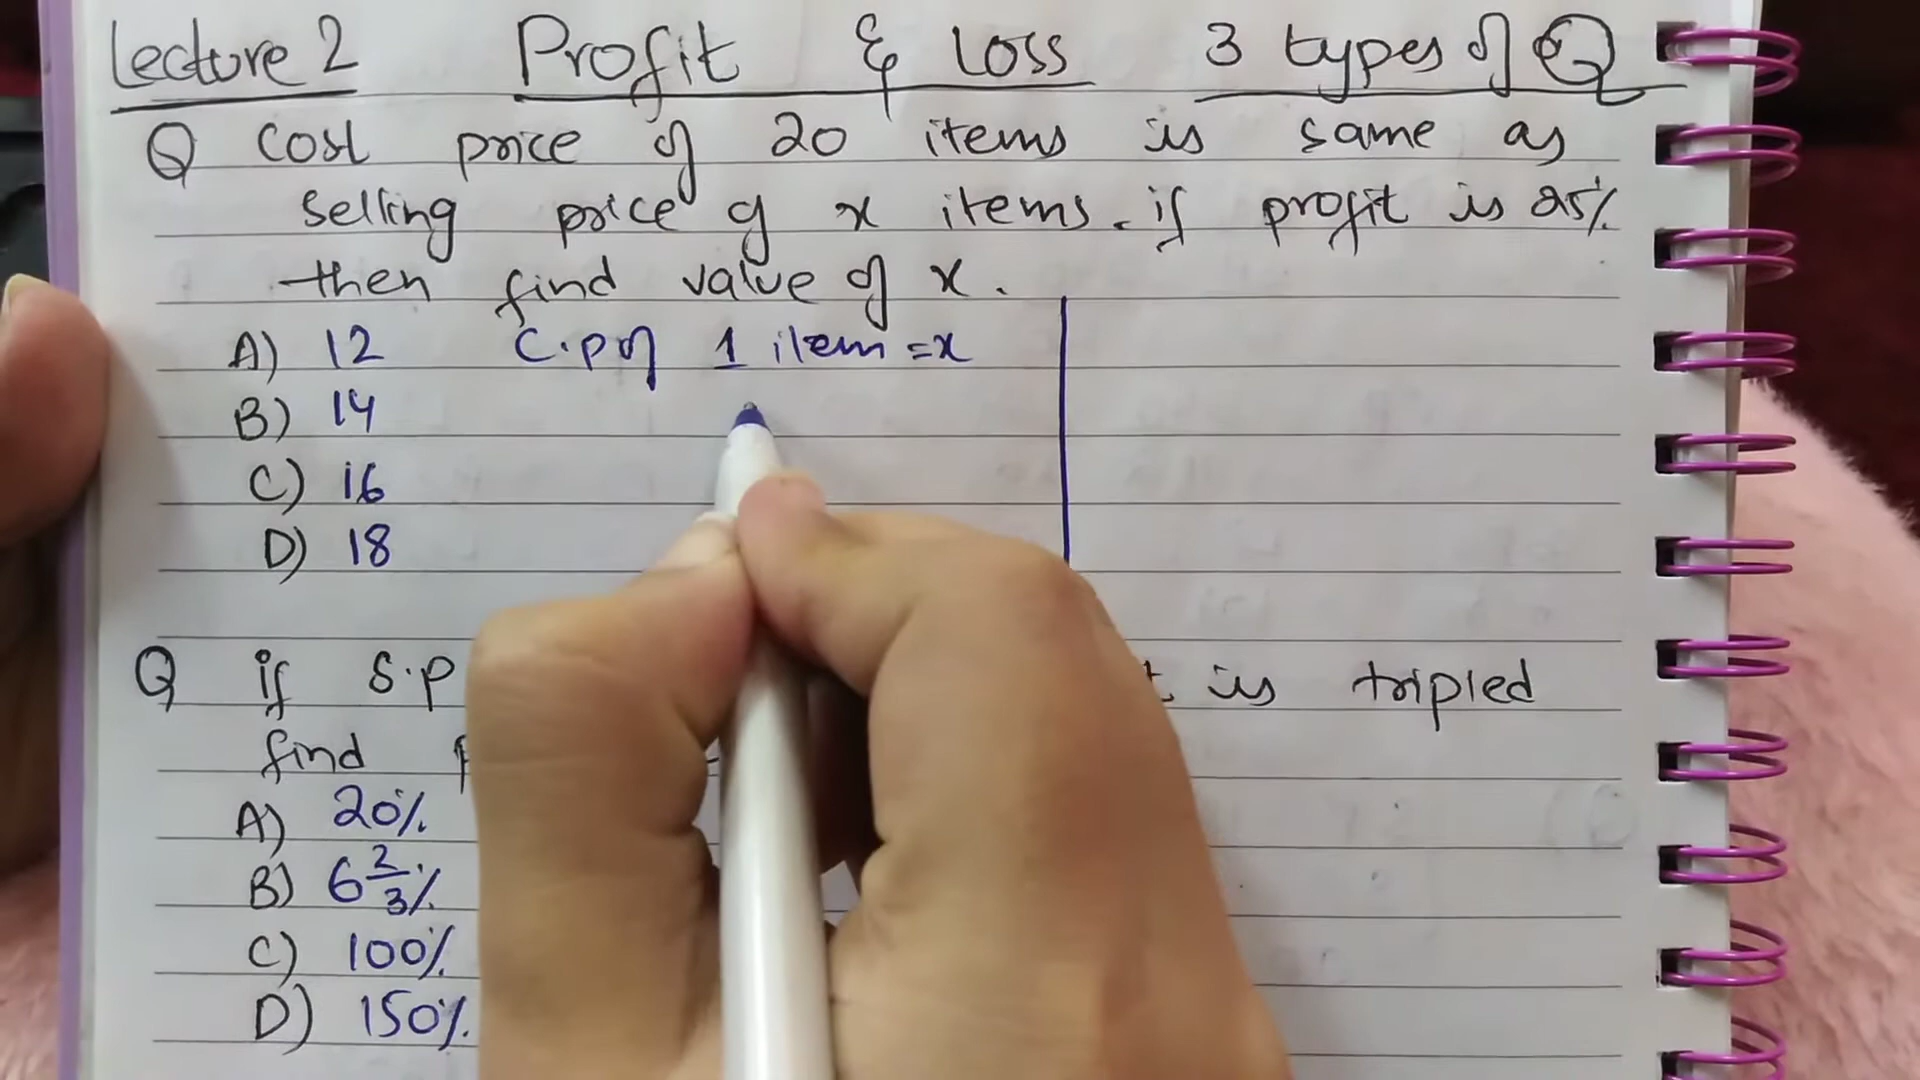 Lecture 2 Profit & Loss 3 types of Q
Q Cost price of 20 items is same as
selling price of x items. if profit is 25%
then find value of x.
A) 12 C.P of 1 item = x
B) 14
C) 16
D) 18
Q if S.P is tripled
find
A) 20%
B) 6 2/3%
C) 100%
D) 150%